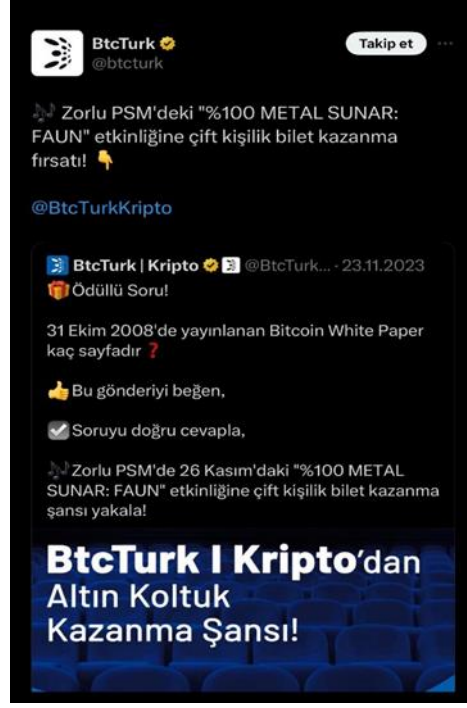 BtcTurk
@btcturk
Takip et
🎶 Zorlu PSM'deki "%100 METAL SUNAR:
FAUN" etkinliğine çift kişilik bilet kazanma
fırsatı! 👇
@BtcTurkKripto
BtcTurk | Kripto @BtcTurk... · 23.11.2023
🎁Ödüllü Soru!
31 Ekim 2008'de yayınlanan Bitcoin White Paper
kaç sayfadır ❓
👍Bu gönderiyi beğen,
☑️Soruyu doğru cevapla,
🎶Zorlu PSM'de 26 Kasım'daki "%100 METAL
SUNAR: FAUN" etkinliğine çift kişilik bilet kazanma
şansı yakala!
BtcTurk | Kripto'dan
Altın Koltuk
Kazanma Şansı!